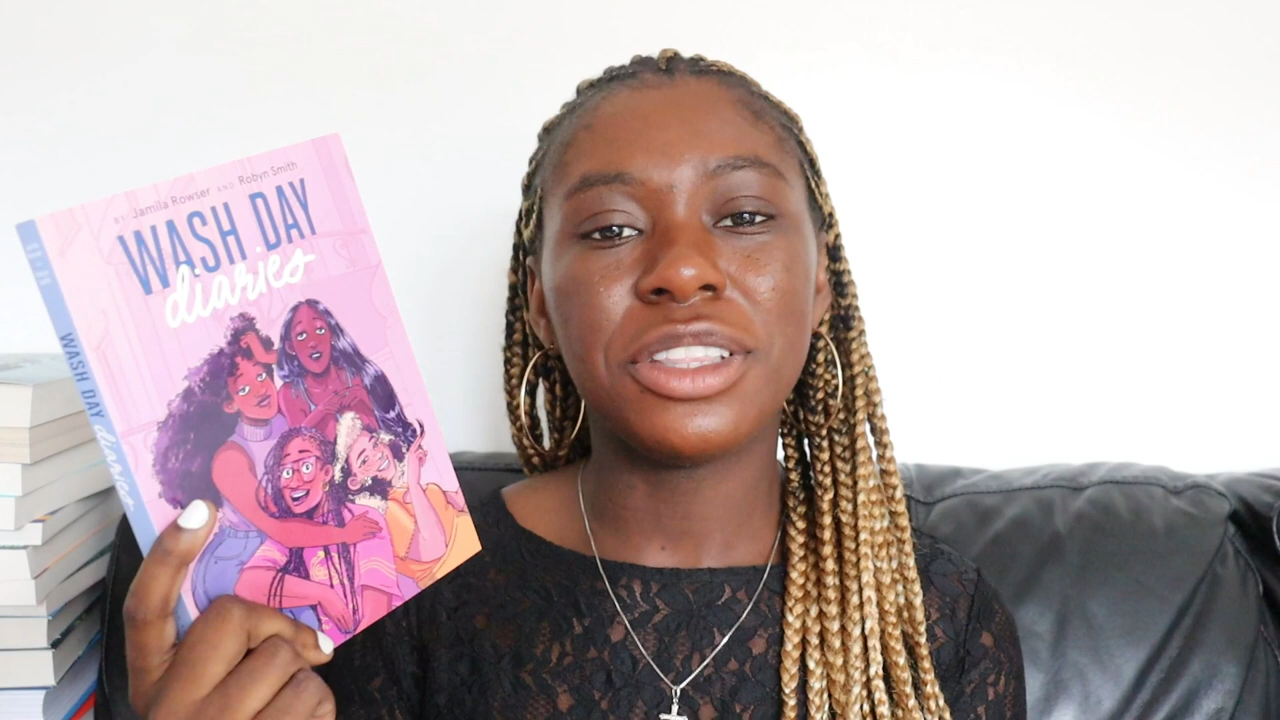 BY Jamila Rowser AND Robyn Smith
WASH DAY
diaries
WASH DAY diaries